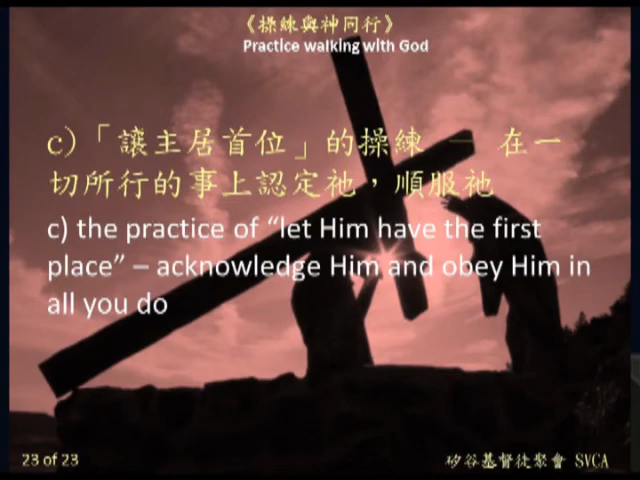 《操練與神同行》
Practice walking with God
c)「讓主居首位」的操練 — 在一
切所行的事上認定祂，順服祂
c) the practice of “let Him have the first
place” – acknowledge Him and obey Him in
all you do
23 of 23
矽谷基督徒聚會 SVCA